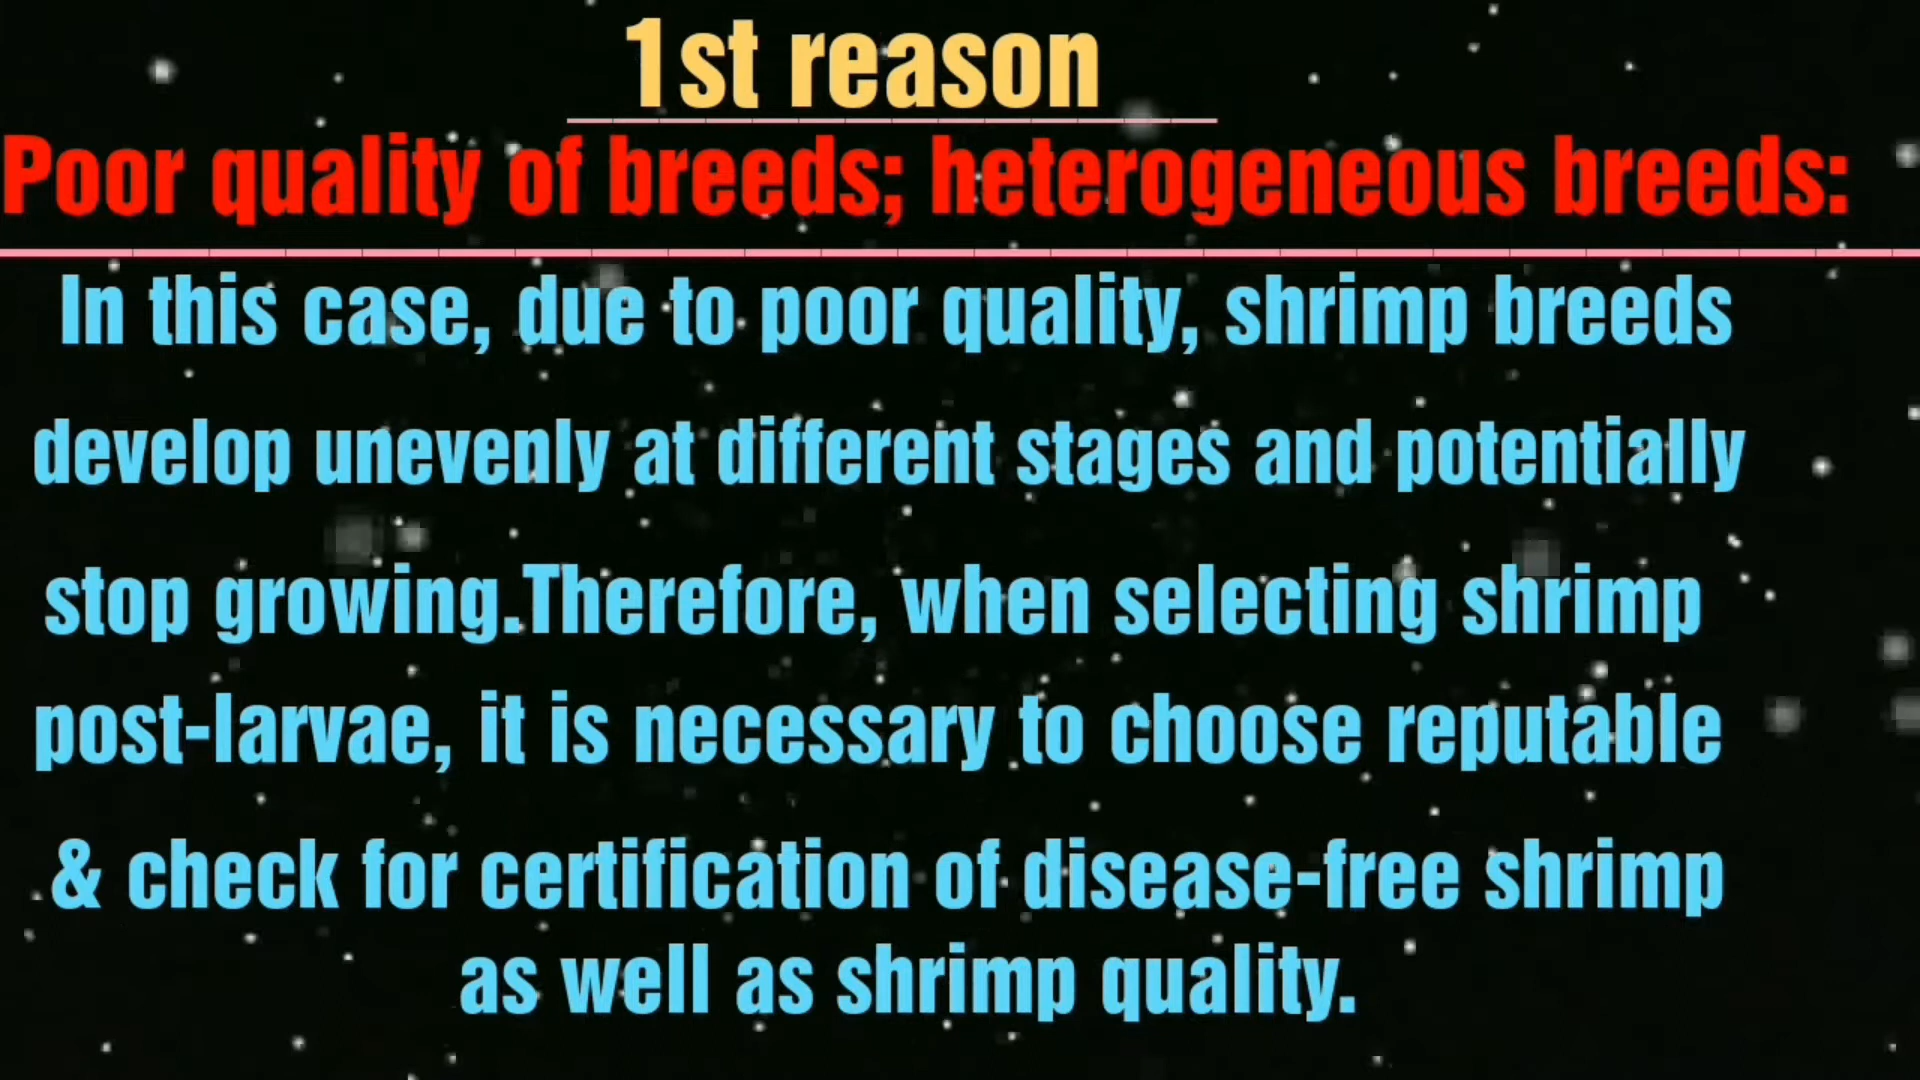 1st reason
Poor quality of breeds; heterogeneous breeds:
In this case, due to poor quality, shrimp breeds
develop unevenly at different stages and potentially
stop growing.Therefore, when selecting shrimp
post-larvae, it is necessary to choose reputable
& check for certification of disease-free shrimp
as well as shrimp quality.